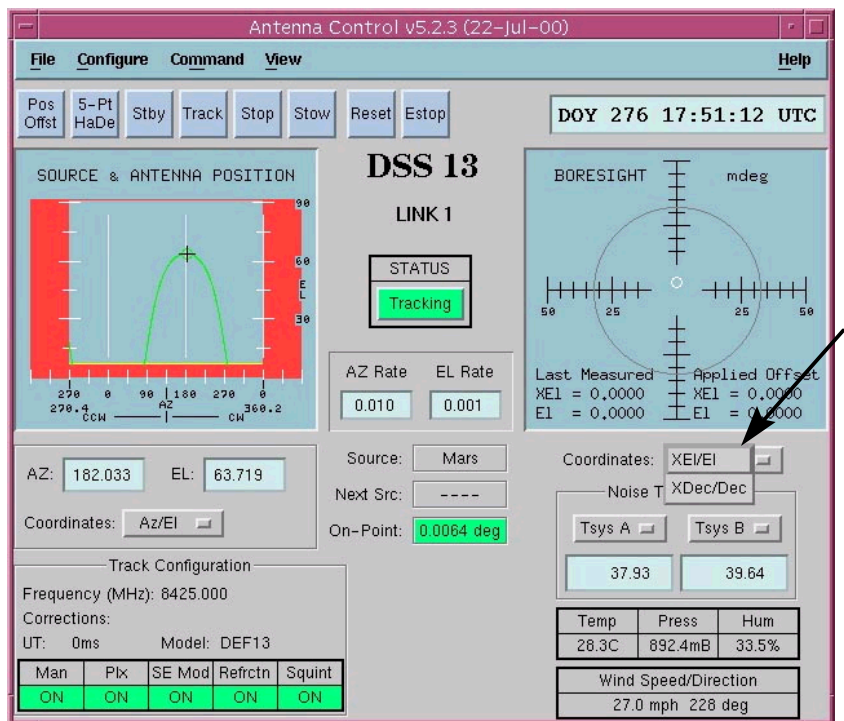 Antenna Control v5.2.3 (22-Jul-00)
File Configure Command View Help
Pos Offst
5-Pt HaDe
Stby Track Stop Stow Reset Estop
DOY 276 17:51:12 UTC
SOURCE & ANTENNA POSITION
90
60
EL
30
270 0 90 180 270 0
270.4 CCW AZ CW 360.2
DSS 13
LINK 1
STATUS
Tracking
AZ Rate EL Rate
0.010 0.001
BORESIGHT mdeg
50 25 25 50
Last Measured Applied Offset
XEl = 0.0000 XEl = 0.0000
El = 0.0000 El = 0.0000
AZ: 182.033 EL: 63.719
Coordinates: Az/El
Source: Mars
Next Src: ----
On-Point: 0.0064 deg
Coordinates: XEl/El
XDec/Dec
Noise T
Tsys A Tsys B
37.93 39.64
Track Configuration
Frequency (MHz): 8425.000
Corrections:
UT: 0ms Model: DEF13
Man Plx SE Mod Refrctn Squint
ON ON ON ON ON
Temp Press Hum
28.3C 892.4mB 33.5%
Wind Speed/Direction
27.0 mph 228 deg